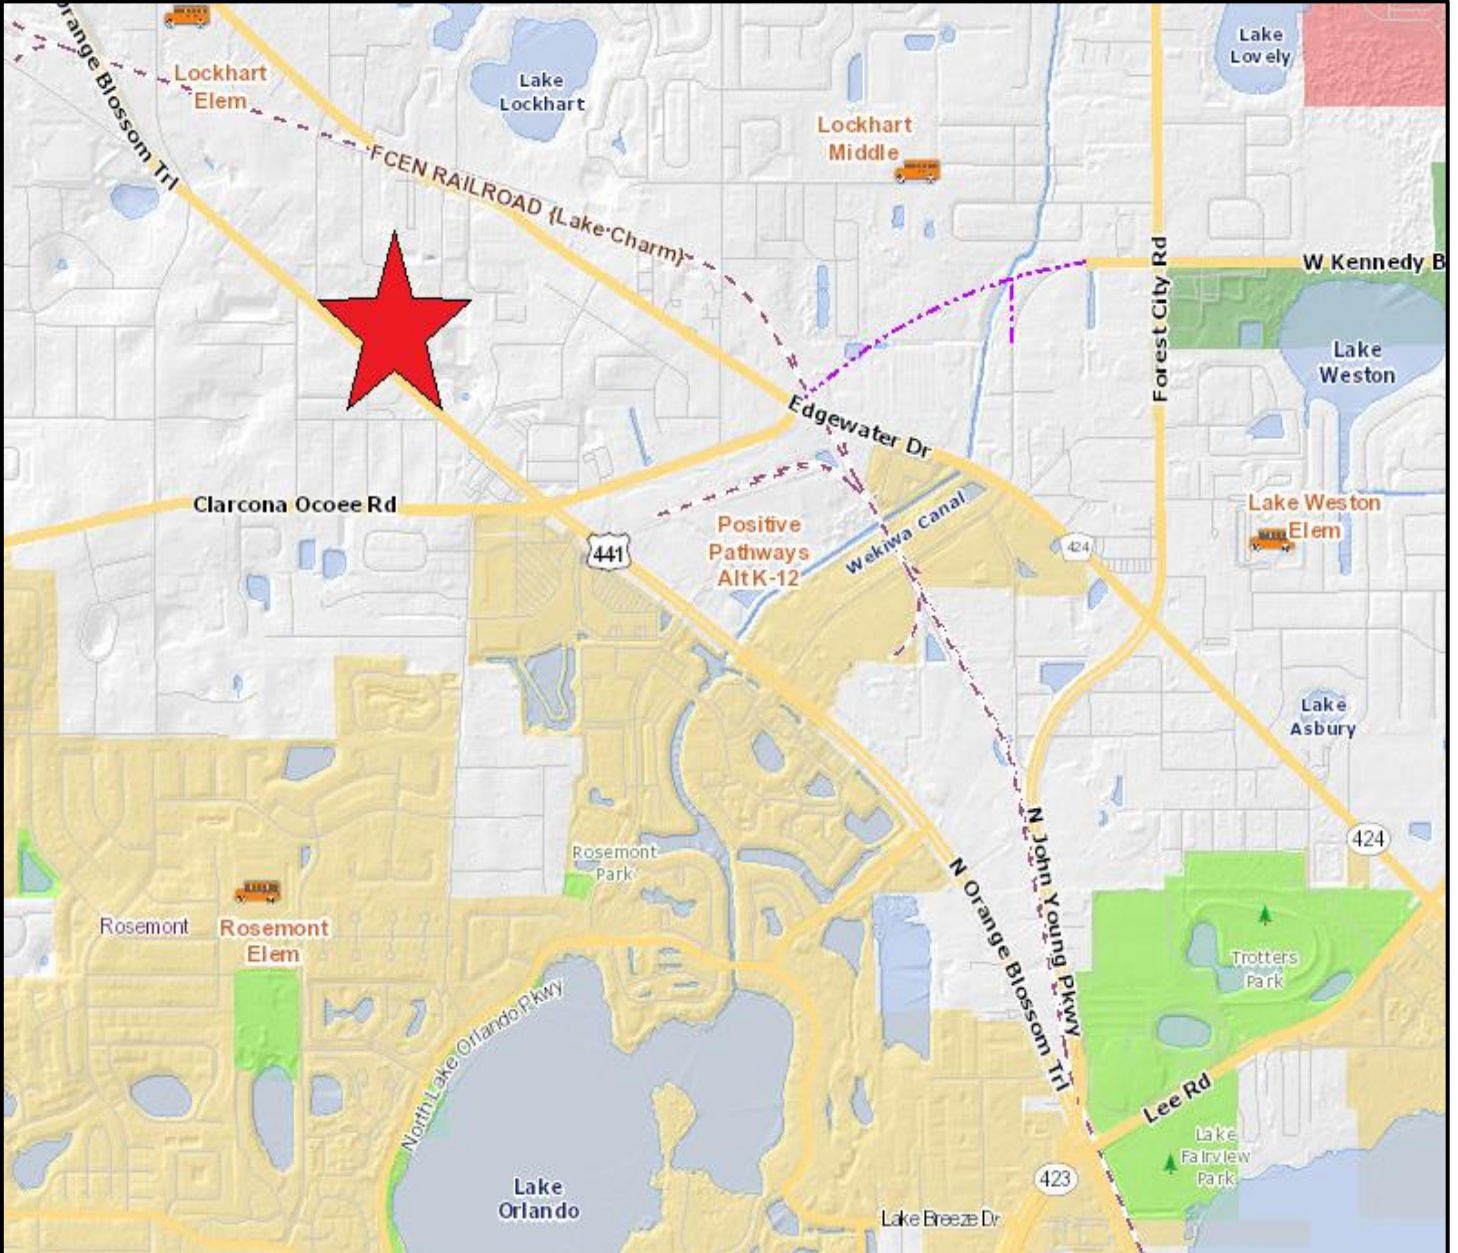 Orange Blossom Trl
Lockhart
Elem
Lake
Lockhart
Lake
Lovely
Lockhart
Middle
FCEN RAILROAD {Lake Charm}
Forest City Rd
W Kennedy B
Lake
Weston
Edgewater Dr
Clarcona Ocoee Rd
441
Positive
Pathways
Alt K-12
Wekiwa Canal
424
Lake Weston
Elem
Lake
Asbury
N John Young Pkwy
424
Rosemont
Park
N Orange Blossom Trl
Rosemont
Rosemont
Elem
Trotters
Park
North Lake Orlando Pkwy
Lee Rd
Lake
Fairview
Park
423
Lake
Orlando
Lake Breeze Dr